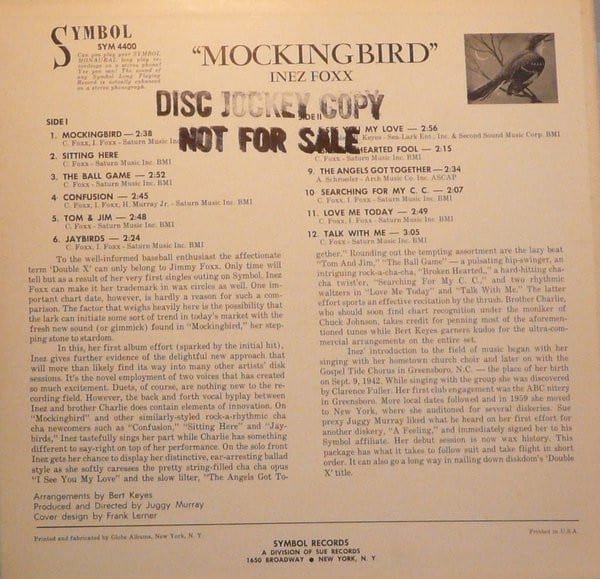 SYMBOL
SYM 4400
Can you play your SYMBOL
MONAURAL long play re-
cordings on a stereo phono?
Yes you can! The sound of
any Symbol Long Playing
Record is actually enhanced
on a stereo phonograph.
"MOCKINGBIRD"
INEZ FOXX
DISC JOCKEY COPY
NOT FOR SALE
SIDE I
1. MOCKINGBIRD — 2:38
C. Foxx, I. Foxx - Saturn Music Inc. BMI
2. SITTING HERE
C. Foxx - Saturn Music Inc. BMI
3. THE BALL GAME — 2:52
C. Foxx - Saturn Music Inc. BMI
4 CONFUSION — 2:45
C. Foxx, I. Foxx, H. Murray Jr. - Saturn Music Inc. BMI
5. TOM & JIM — 2:48
C. Foxx - Saturn Music Inc. BMI
6. JAYBIRDS — 2:24
C. Foxx, I. Foxx - Saturn Music Inc. BMI
SIDE II
MY LOVE — 2:56
Keyes - Sea-Lark Ent., Inc. & Second Sound Music Corp. BMI
HEARTED FOOL — 2:15
C. Foxx - Saturn Music Inc. BMI
9. THE ANGELS GOT TOGETHER — 2:34
A. Schroeder - Arch Music Co. Inc. ASCAP
10 SEARCHING FOR MY C. C. — 2:07
C. Foxx, I. Foxx - Saturn Music Inc. BMI
11. LOVE ME TODAY — 2:49
C. Foxx, I. Foxx - Saturn Music Inc. BMI
12. TALK WITH ME — 3:05
C. Foxx, I. Foxx - Saturn Music Inc. BMI
To the well-informed baseball enthusiast the affectionate
term 'Double X' can only belong to Jimmy Foxx. Only time will
tell but as a result of her very first singles outing on Symbol, Inez
Foxx can make it her trademark in wax circles as well. One im-
portant chart date, however, is hardly a reason for such a com-
parison. The factor that weighs heavily here is the possibility that
the lark can initiate some sort of trend in today's market with the
fresh new sound (or gimmick) found in "Mockingbird," her step-
ping stone to stardom.
In this, her first album effort (sparked by the initial hit),
Inez gives further evidence of the delightful new approach that
will more than likely find its way into many other artists' disk
sessions. It's the novel employment of two voices that has created
so much excitement. Duets, of course, are nothing new to the re-
cording field. However, the back and forth vocal byplay between
Inez and brother Charlie does contain elements of innovation. On
"Mockingbird" and other similarly-styled rock-a-rhythmic cha
cha newcomers such as "Confusion," "Sitting Here" and "Jay-
birds," Inez tastefully sings her part while Charlie has something
different to say-right on top of her performance. On the solo front
Inez gets her chance to display her distinctive, ear-arresting ballad
style as she softly caresses the pretty string-filled cha cha opus
"I See You My Love" and the slow lilter, "The Angels Got To-
gether." Rounding out the tempting assortment are the lazy beat
"Tom And Jim," "The Ball Game" — a pulsating hip-swinger, an
intriguing rock-a-cha-cha, "Broken Hearted," a hard-hitting cha-
cha twist'er, "Searching For My C. C.," and two rhythmic
waltzers in "Love Me Today" and "Talk With Me." The latter
effort sports an effective recitation by the thrush. Brother Charlie,
who should soon find chart recognition under the moniker of
Chuck Johnson, takes credit for penning most of the aforemen-
tioned tunes while Bert Keyes garners kudos for the ultra-com-
mercial arrangements on the entire set.
Inez' introduction to the field of music began with her
singing with her hometown church choir and later on with the
Gospel Tide Chorus in Greensboro, N.C. — the place of her birth
on Sept. 9, 1942. While singing with the group she was discovered
by Clarence Fuller. Her first club engagement was the ABC nitery
in Greensboro. More local dates followed and in 1959 she moved
to New York, where she auditoned for several diskeries. Sue
prexy Juggy Murray liked what he heard on her first effort for
another diskery, "A Feeling," and immediately signed her to his
Symbol affiliate. Her debut session is now wax history. This
package has what it takes to follow suit and take flight in short
order. It can also go a long way in nailing down diskdom's 'Double
X' title.
Arrangements by Bert Keyes
Produced and Directed by Juggy Murray
Cover design by Frank Lerner
Printed and fabricated by Globe Albums, New York, N. Y.
Printed in U.S.A.
SYMBOL RECORDS
A DIVISION OF SUE RECORDS
1650 BROADWAY ● NEW YORK, N. Y.